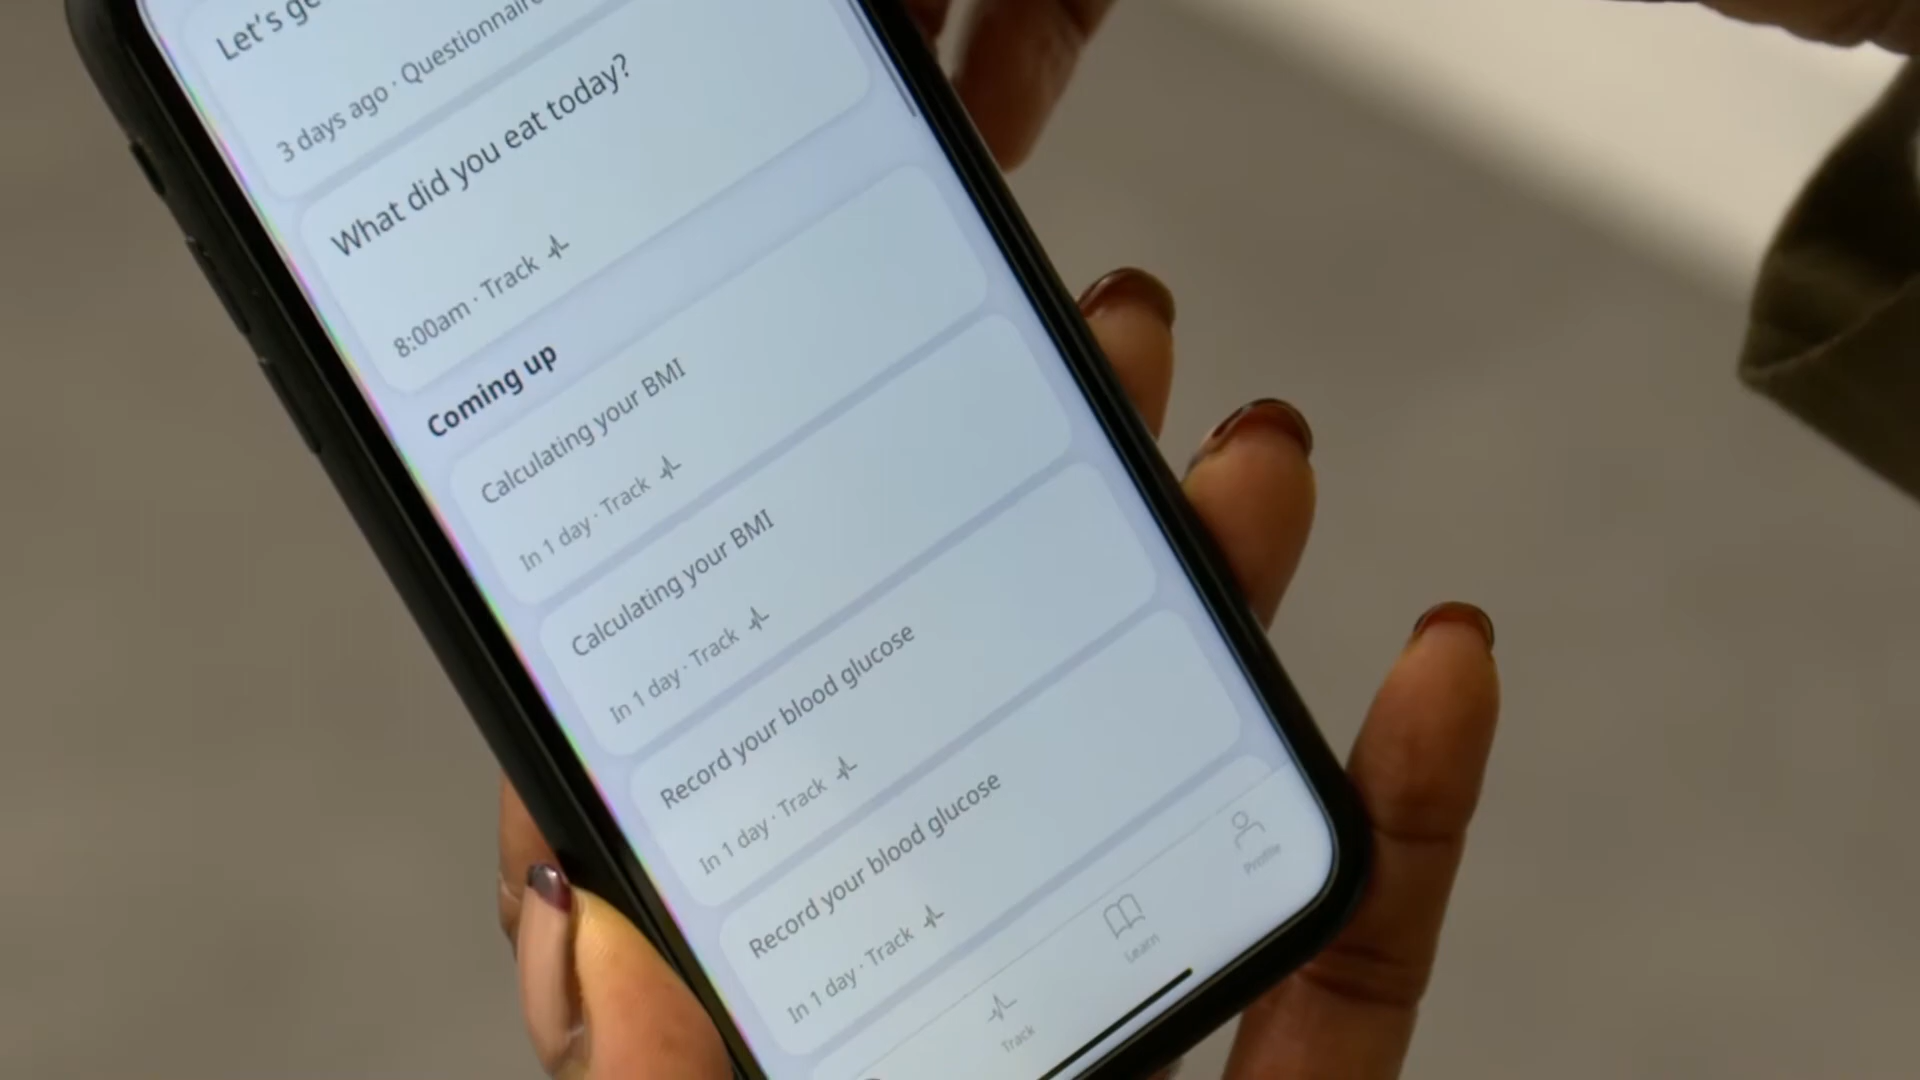 Let's ge
3 days ago · Questionnaire
What did you eat today?
8:00am · Track
Coming up
Calculating your BMI
In 1 day · Track
Calculating your BMI
In 1 day · Track
Record your blood glucose
In 1 day · Track
Record your blood glucose
In 1 day · Track
Track
Learn
Profile